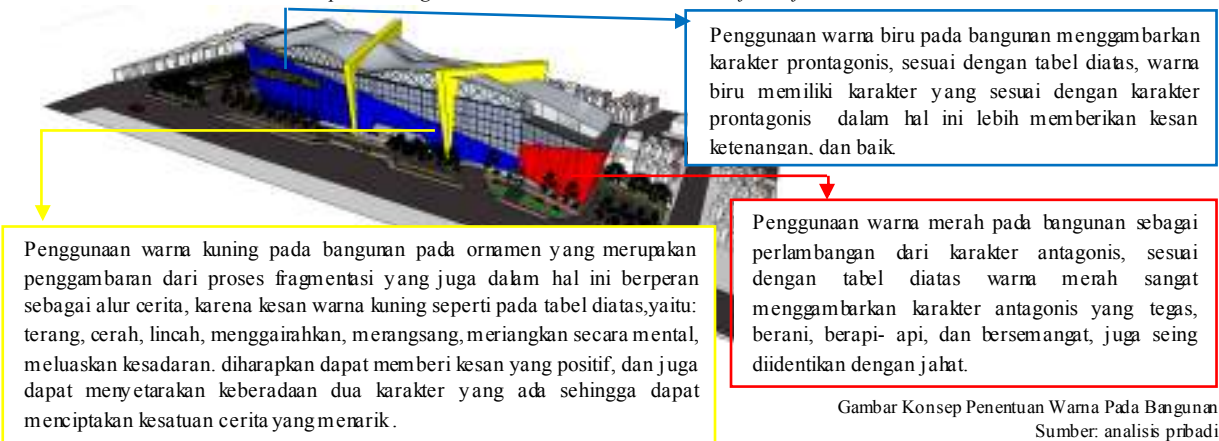 Penggunaan warna biru pada bangunan menggambarkan
karakter prontagonis, sesuai dengan tabel diatas, warna
biru memiliki karakter yang sesuai dengan karakter
prontagonis dalam hal ini lebih memberikan kesan
ketenangan, dan baik.
Penggunaan warna merah pada bangunan sebagai
perlambangan dari karakter antagonis, sesuai
dengan tabel diatas warna merah sangat
menggambarkan karakter antagonis yang tegas,
berani, berapi- api, dan bersemangat, juga seing
diidentikan dengan jahat.
Penggunaan warna kuning pada bangunan pada ornamen yang merupakan
penggambaran dari proses fragmentasi yang juga dalam hal ini berperan
sebagai alur cerita, karena kesan warna kuning seperti pada tabel diatas,yaitu:
terang, cerah, lincah, menggairahkan, merangsang, meriangkan secara mental,
meluaskan kesadaran. diharapkan dapat memberi kesan yang positif, dan juga
dapat menyetarakan keberadaan dua karakter yang ada sehingga dapat
menciptakan kesatuan cerita yang menarik.
Gambar Konsep Penentuan Warna Pada Bangunan
Sumber: analisis pribadi